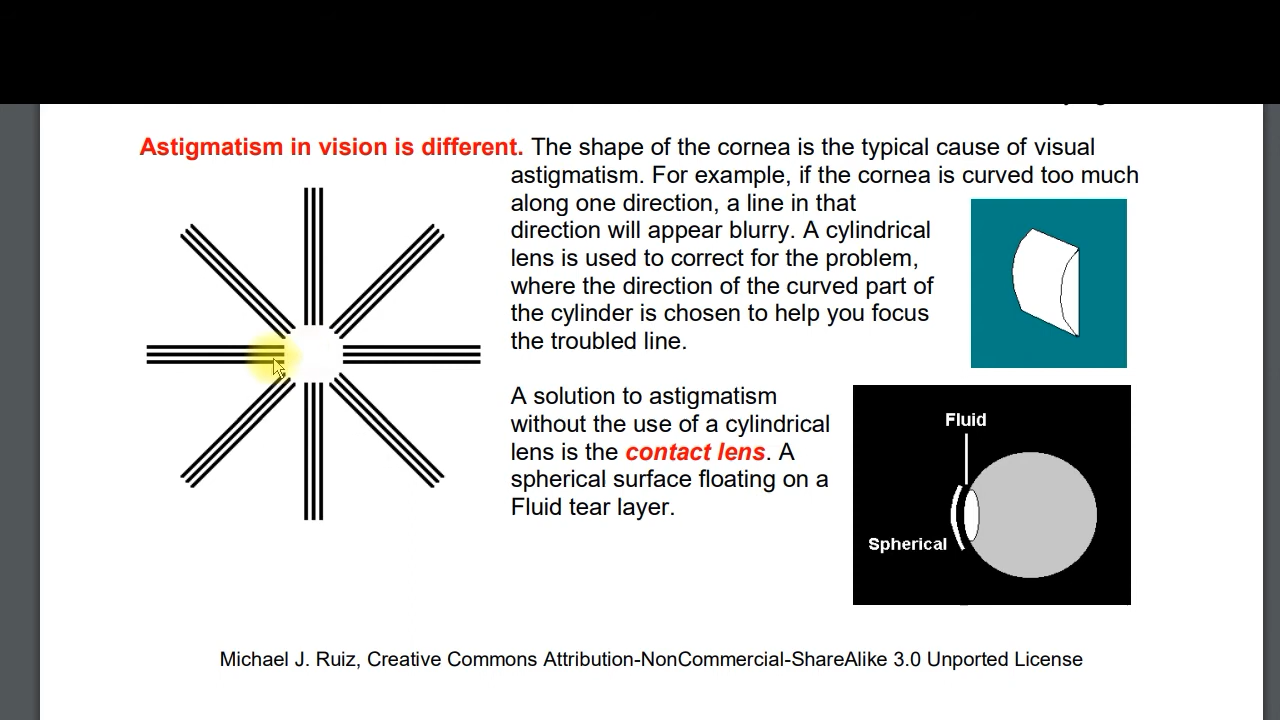 Astigmatism in vision is different. The shape of the cornea is the typical cause of visual
astigmatism. For example, if the cornea is curved too much
along one direction, a line in that
direction will appear blurry. A cylindrical
lens is used to correct for the problem,
where the direction of the curved part of
the cylinder is chosen to help you focus
the troubled line.
A solution to astigmatism
without the use of a cylindrical
lens is the contact lens. A
spherical surface floating on a
Fluid tear layer.
Fluid
Spherical
Michael J. Ruiz, Creative Commons Attribution-NonCommercial-ShareAlike 3.0 Unported License